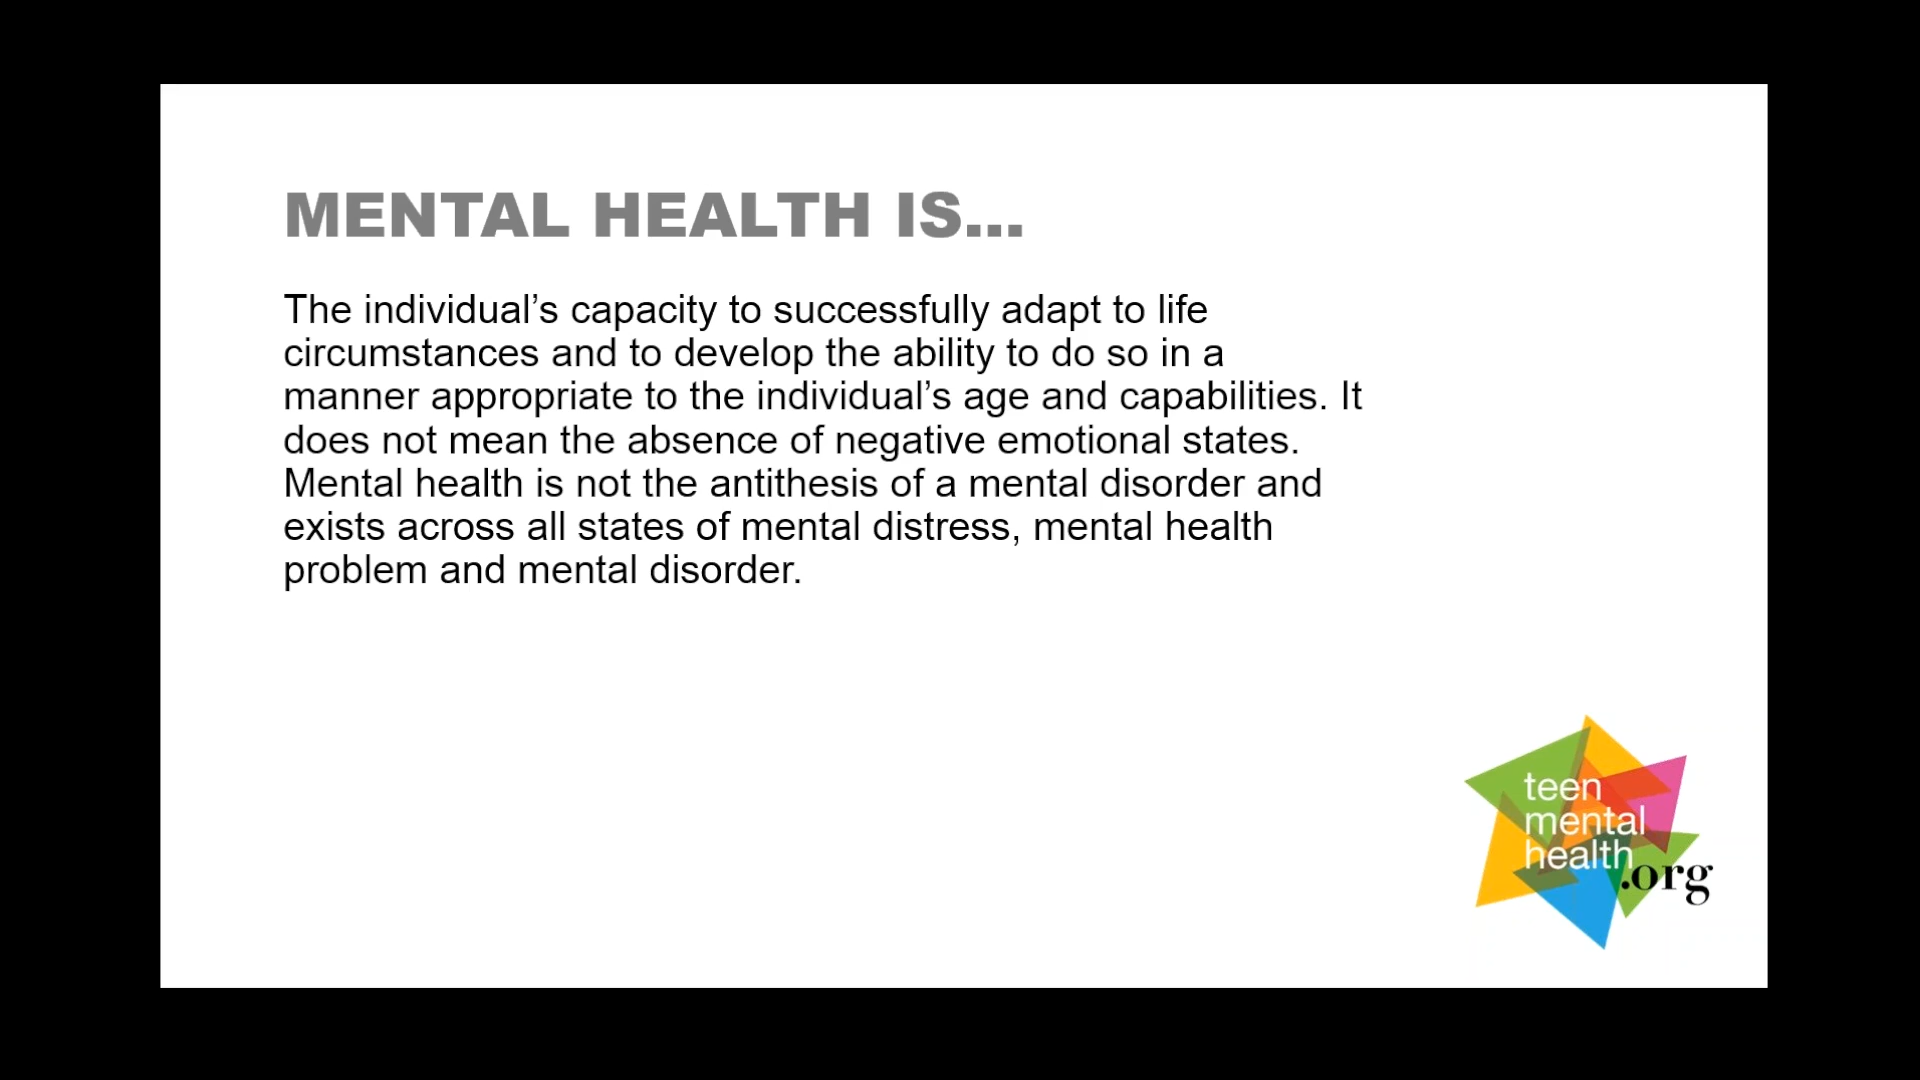 MENTAL HEALTH IS...
The individual’s capacity to successfully adapt to life
circumstances and to develop the ability to do so in a
manner appropriate to the individual’s age and capabilities. It
does not mean the absence of negative emotional states.
Mental health is not the antithesis of a mental disorder and
exists across all states of mental distress, mental health
problem and mental disorder.
teen
mental
health
.org